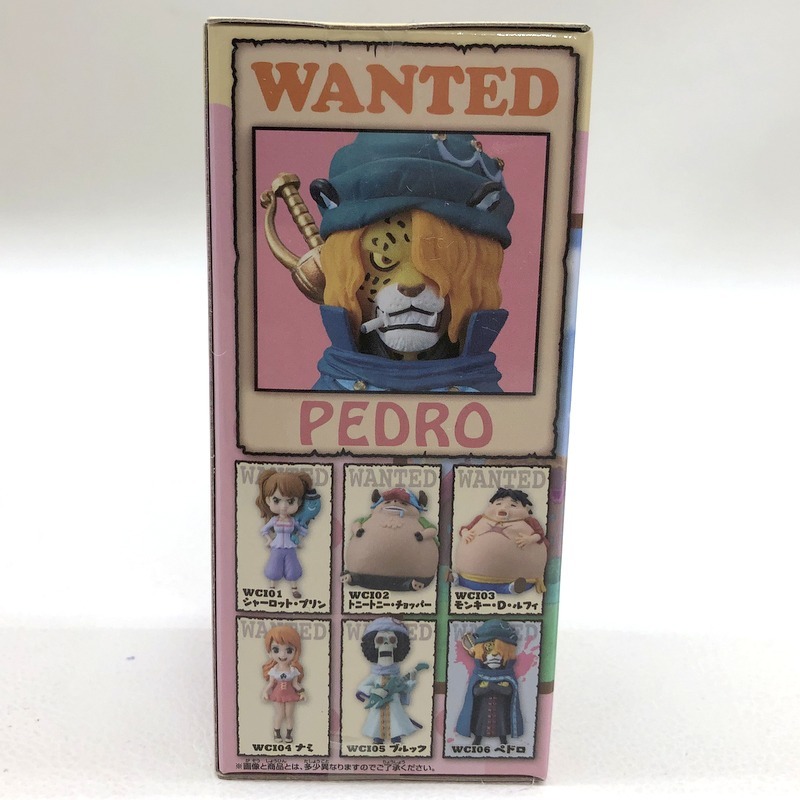 WANTED
PEDRO
WANTED WANTED WANTED
WCI01 WCI02 WCI03
シャーロット・プリン トニートニー・チョッパー モンキー・D・ルフィ
WANTED WANTED WANTED
WCI04 ナミ WCI05 ブルック WCI06 ペドロ
※画像と商品とは、多少異なりますのでご了承ください。